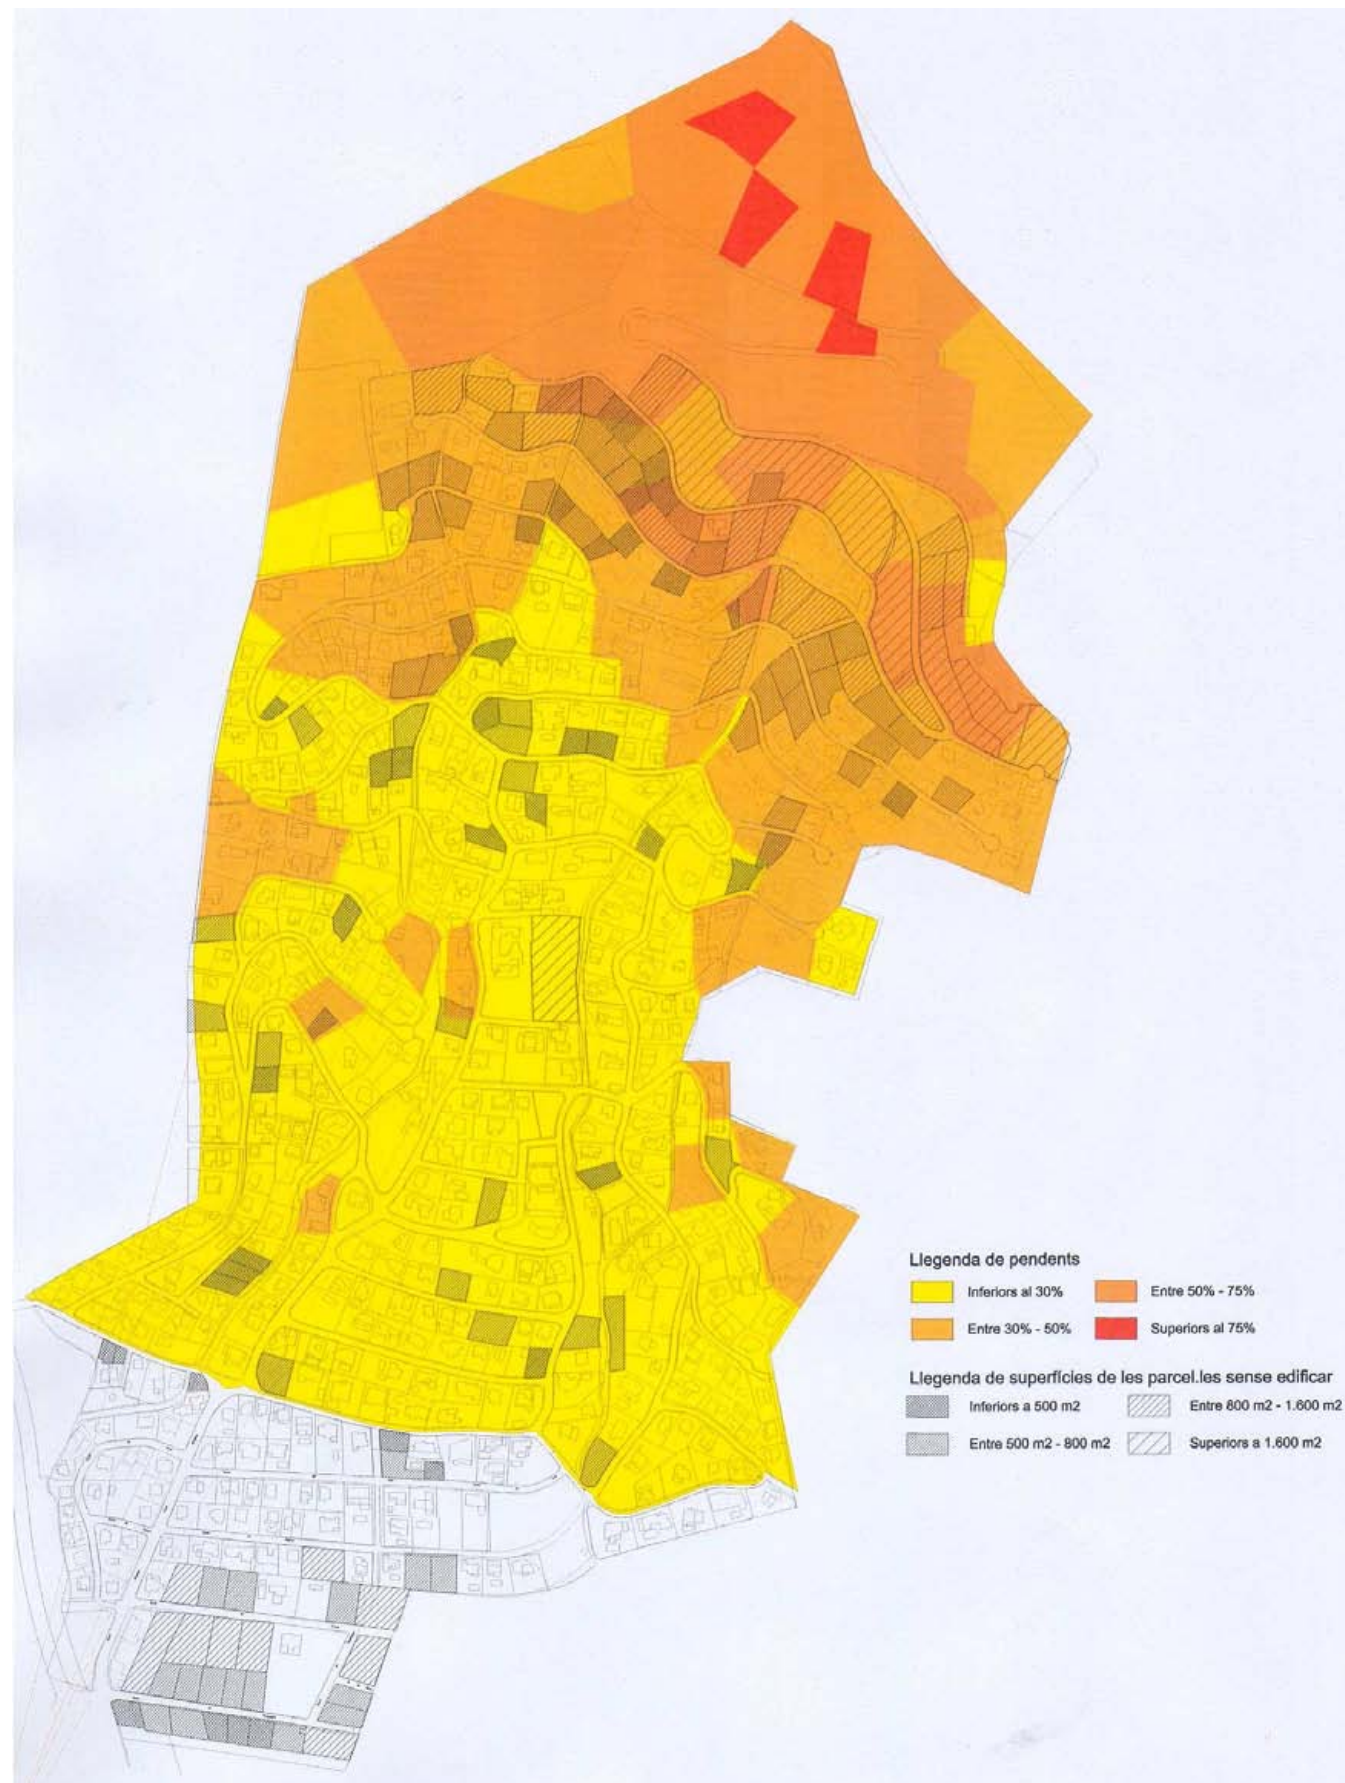 Llegenda de pendents
Inferiors al 30%
Entre 50% - 75%
Entre 30% - 50%
Superiors al 75%
Llegenda de superfícies de les parcel.les sense edificar
Inferiors a 500 m2
Entre 800 m2 - 1.600 m2
Entre 500 m2 - 800 m2
Superiors a 1.600 m2